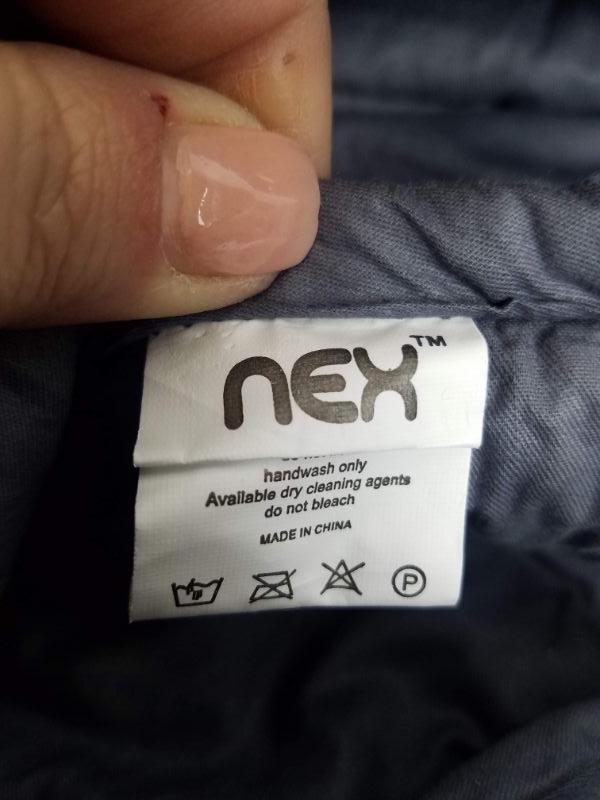 nex™
handwash only
Available dry cleaning agents
do not bleach
MADE IN CHINA
P